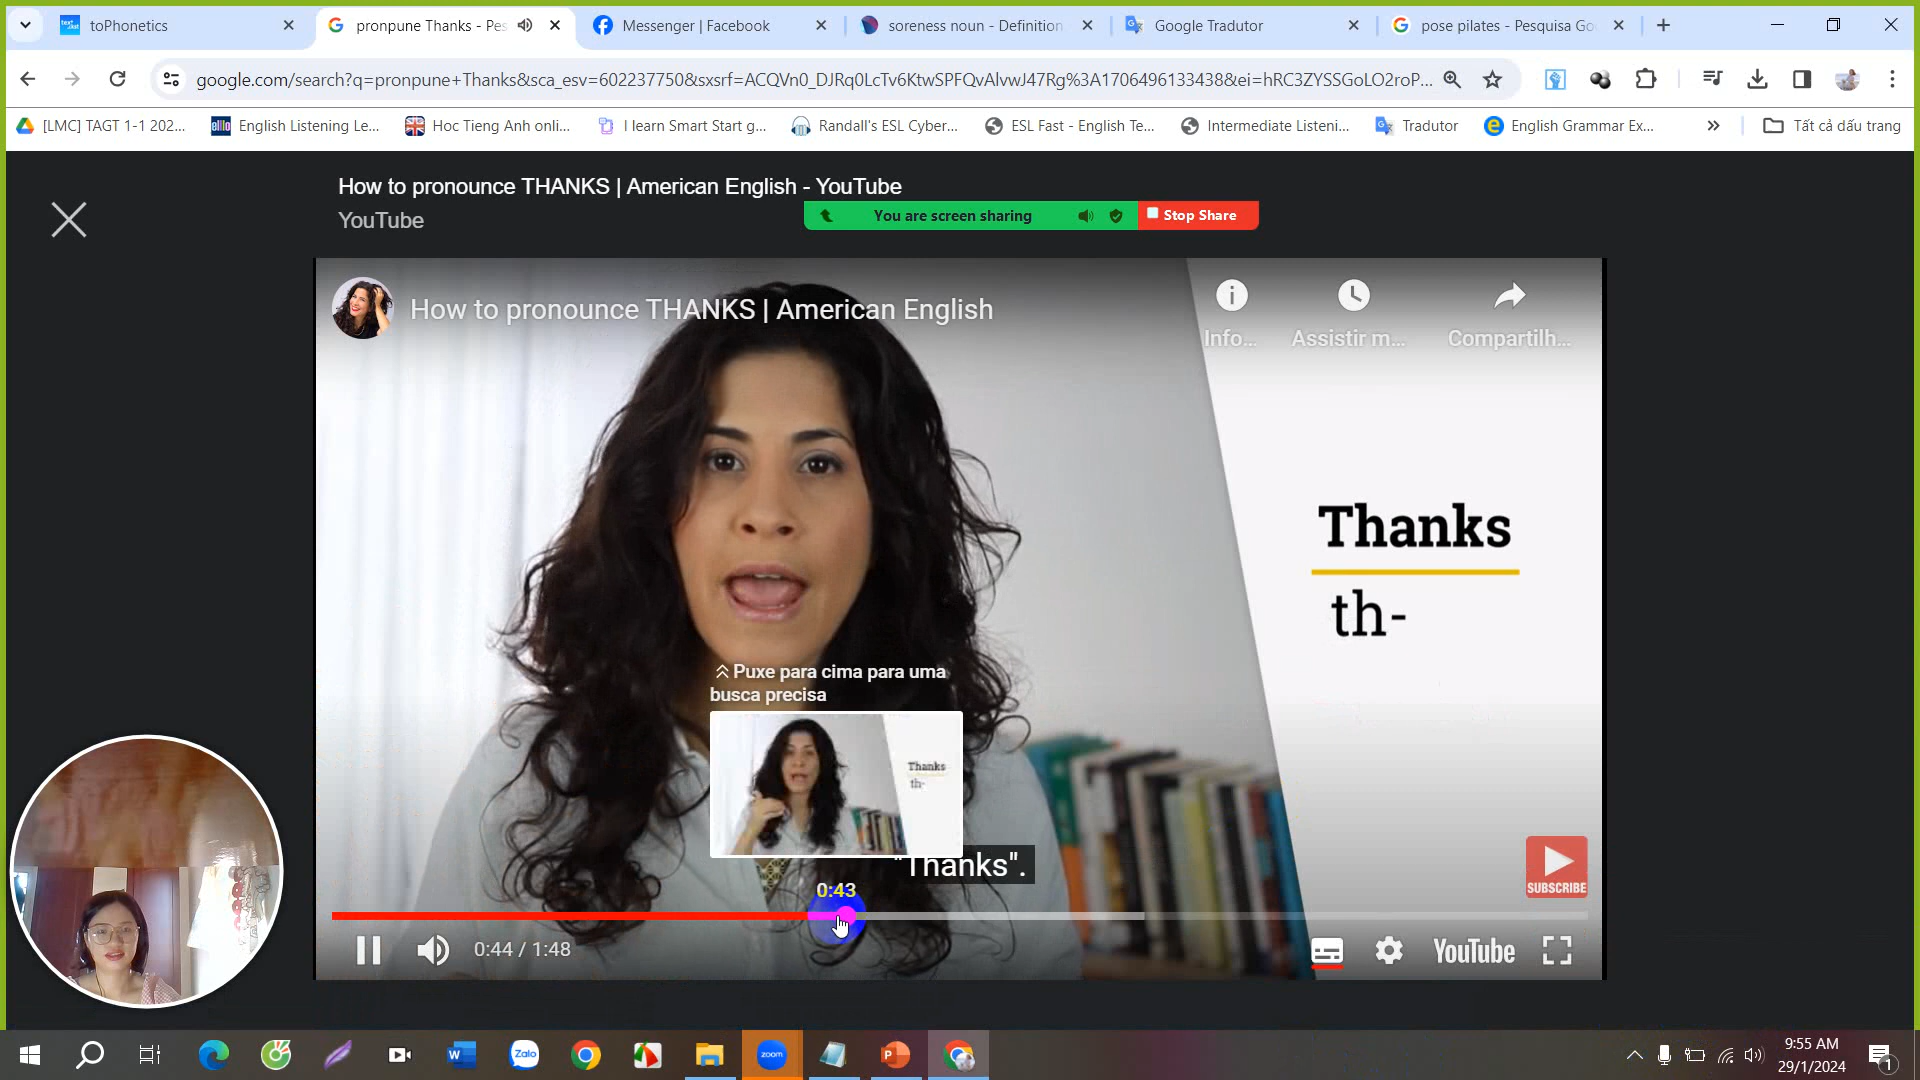 toPhonetics
pronpune Thanks - Pes
Messenger | Facebook
soreness noun - Definition
Google Tradutor
pose pilates - Pesquisa Go
google.com/search?q=pronpune+Thanks&sca_esv=602237750&sxsrf=ACQVn0_DJRq0LcTv6KtwSPFQvAlvwJ47Rg%3A1706496133438&ei=hRC3ZYSSGoLO2roP...
[LMC] TAGT 1-1 202...
English Listening Le...
Hoc Tieng Anh onli...
I learn Smart Start g...
Randall's ESL Cyber...
ESL Fast - English Te...
Intermediate Listeni...
Tradutor
English Grammar Ex...
Tất cả dấu trang
How to pronounce THANKS | American English - YouTube
YouTube
You are screen sharing
Stop Share
How to pronounce THANKS | American English
Info...
Assistir m...
Compartilh...
Thanks
th-
Puxe para cima para uma
busca precisa
Thanks
th-
"Thanks".
0:43
SUBSCRIBE
0:44 / 1:48
YouTube
Zalo
zoom
9:55 AM
29/1/2024
1